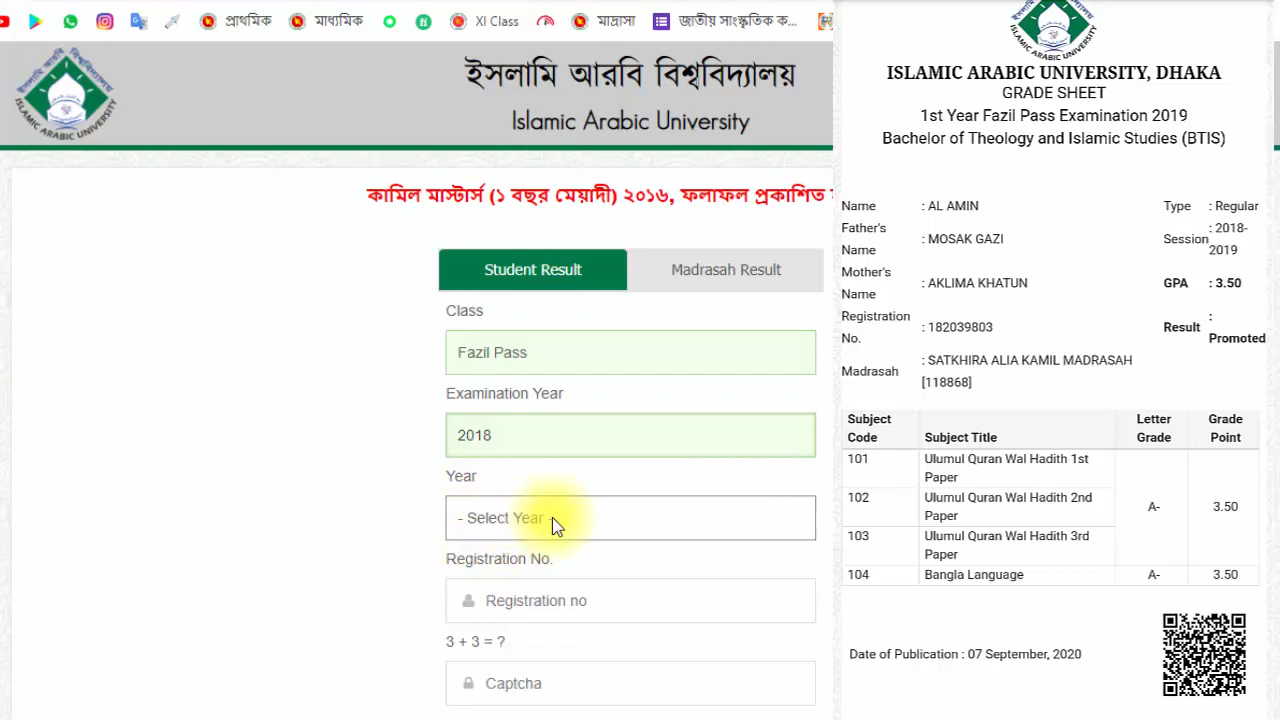 প্রাথমিক
মাধ্যমিক
XI Class
মাদ্রাসা
জাতীয় সাংস্কৃতিক ক...
ISLAMIC ARABIC UNIVERSITY
ইসলামি আরবি বিশ্ববিদ্যালয়
Islamic Arabic University
কামিল মাস্টার্স (১ বছর মেয়াদী) ২০১৬, ফলাফল প্রকাশিত
Student Result
Madrasah Result
Class
Fazil Pass
Examination Year
2018
Year
- Select Year -
Registration No.
Registration no
3 + 3 = ?
Captcha
ISLAMIC ARABIC UNIVERSITY
ISLAMIC ARABIC UNIVERSITY, DHAKA
GRADE SHEET
1st Year Fazil Pass Examination 2019
Bachelor of Theology and Islamic Studies (BTIS)
Name : AL AMIN Type : Regular
Father's Name : MOSAK GAZI Session : 2018-2019
Mother's Name : AKLIMA KHATUN GPA : 3.50
Registration No. : 182039803 Result : Promoted
Madrasah : SATKHIRA ALIA KAMIL MADRASAH
[118868]
Subject Code Subject Title Letter Grade Grade Point
101 Ulumul Quran Wal Hadith 1st Paper
102 Ulumul Quran Wal Hadith 2nd Paper A- 3.50
103 Ulumul Quran Wal Hadith 3rd Paper
104 Bangla Language A- 3.50
Date of Publication : 07 September, 2020